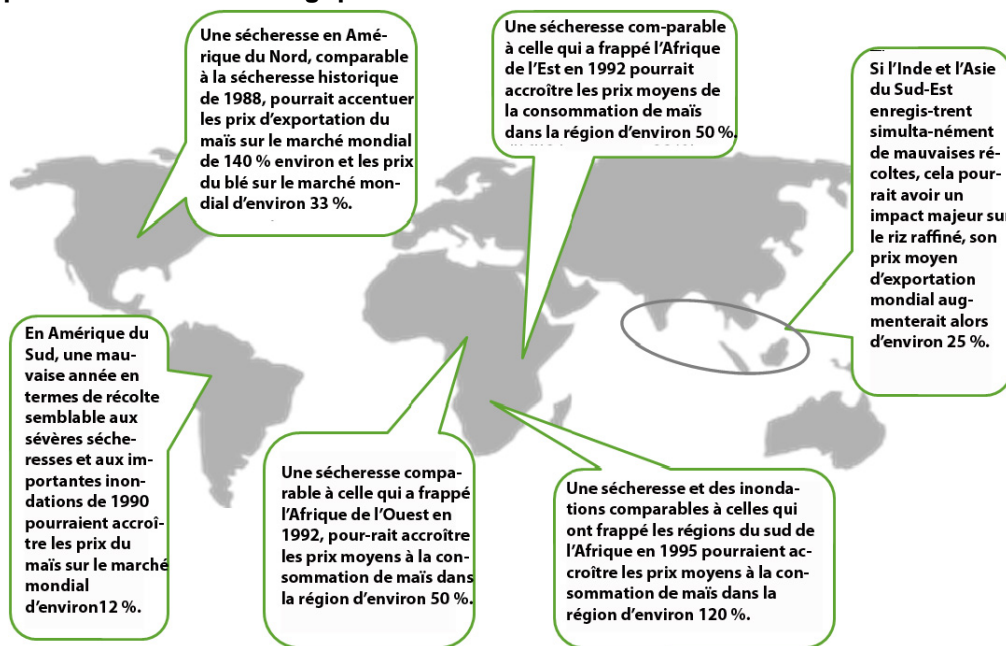 Une sécheresse en Amé-
rique du Nord, comparable
à la sécheresse historique
de 1988, pourrait accentuer
les prix d'exportation du
maïs sur le marché mondial
de 140 % environ et les prix
du blé sur le marché mon-
dial d'environ 33 %.
Une sécheresse com-parable
à celle qui a frappé l'Afrique
de l'Est en 1992 pourrait
accroître les prix moyens de
la consommation de maïs
dans la région d'environ 50 %.
Si l'Inde et l'Asie
du Sud-Est
enregis-trent
simulta-nément
de mauvaises ré-
coltes, cela pour-
rait avoir un
impact majeur sur
le riz raffiné, son
prix moyen
d'exportation
mondial aug-
menterait alors
d'environ 25 %.
En Amérique du
Sud, une mau-
vaise année en
termes de récolte
semblable aux
sévères séche-
resses et aux im-
portantes inon-
dations de 1990
pourraient accroî-
tre les prix du
maïs sur le marché
mondial
d'environ12 %.
Une sécheresse compa-
rable à celle qui a frappé
l'Afrique de l'Ouest en
1992, pour-rait accroître
les prix moyens à la con-
sommation de maïs dans
la région d'environ 50 %.
Une sécheresse et des inonda-
tions comparables à celles qui
ont frappé les régions du sud de
l'Afrique en 1995 pourraient ac-
croître les prix moyens à la con-
sommation de maïs dans la
région d'environ 120 %.